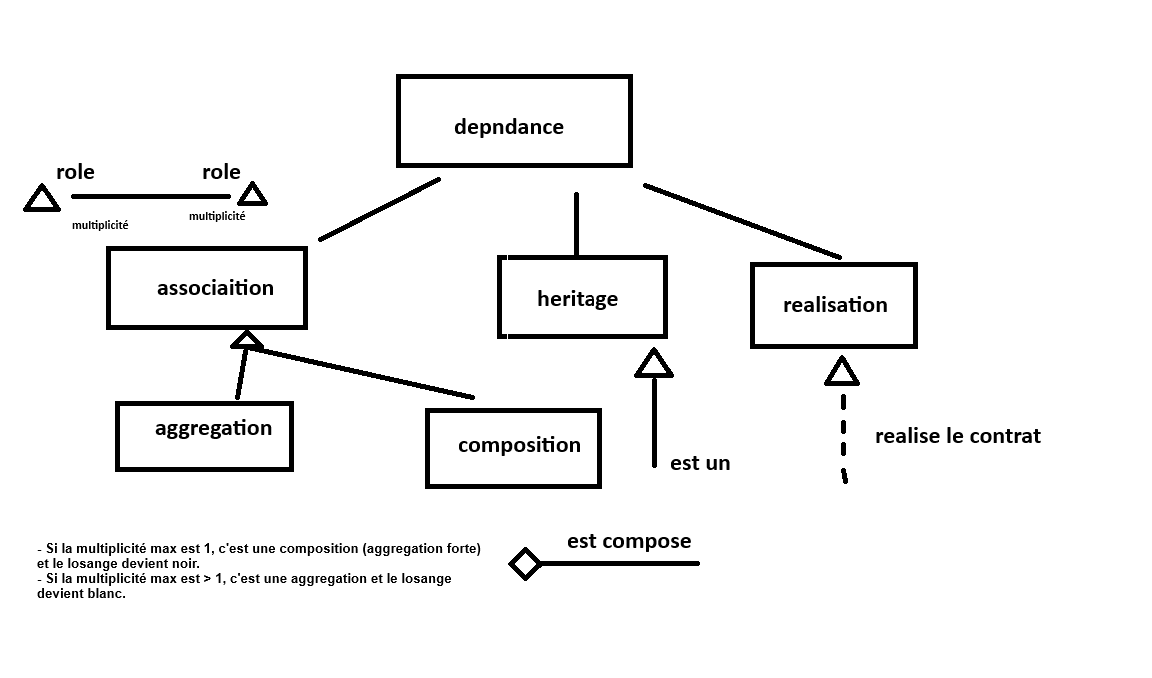 depndance
role
role
multiplicité
multiplicité
associaition
heritage
realisation
aggregation
composition
realise le contrat
est un
est compose
- Si la multiplicité max est 1, c'est une composition (aggregation forte)
et le losange devient noir.
- Si la multiplicité max est > 1, c'est une aggregation et le losange
devient blanc.